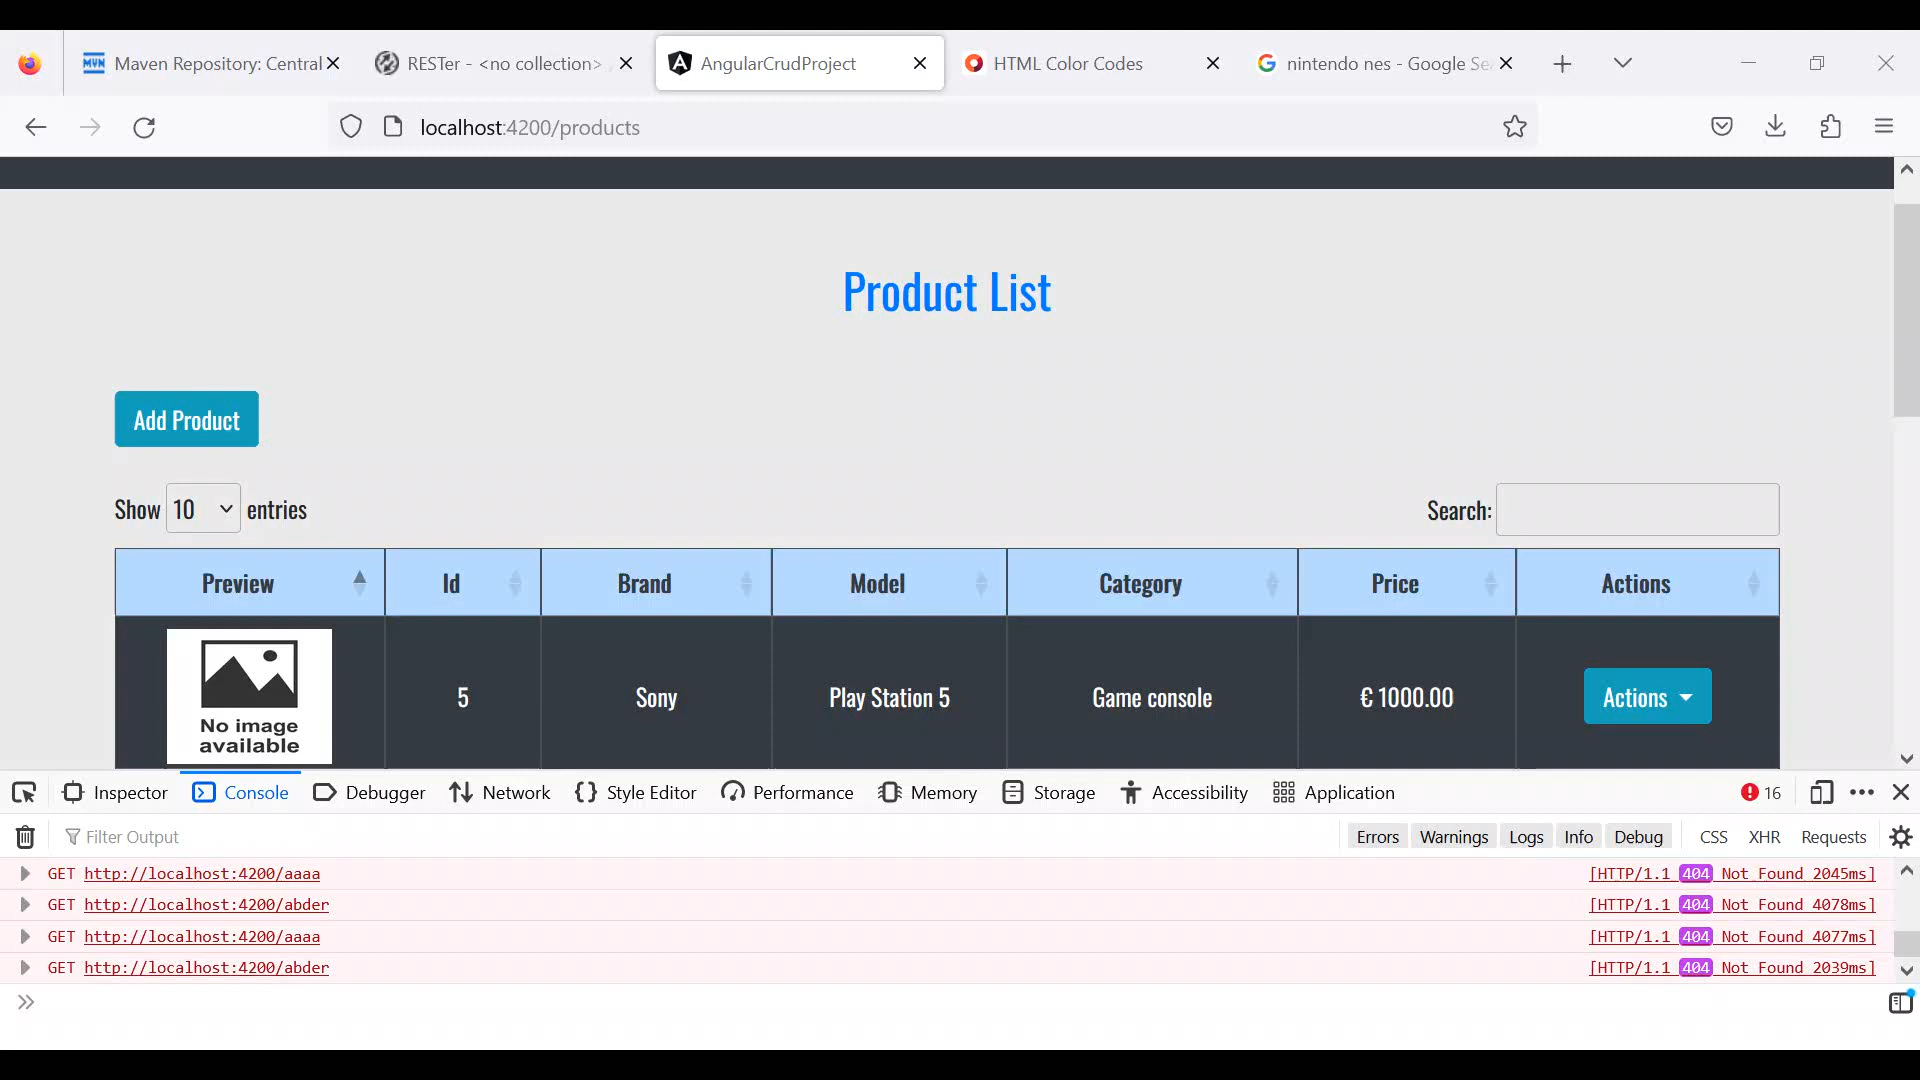 Maven Repository: Central
RESTer - <no collection>
AngularCrudProject
HTML Color Codes
nintendo nes - Google Se
localhost:4200/products
Product List
Add Product
Show 10 entries
Search:
Preview Id Brand Model Category Price Actions
No image
available
5 Sony Play Station 5 Game console € 1000.00 Actions
Inspector Console Debugger Network Style Editor Performance Memory Storage Accessibility Application 16
Filter Output Errors Warnings Logs Info Debug CSS XHR Requests
GET http://localhost:4200/aaaa [HTTP/1.1 404 Not Found 2045ms]
GET http://localhost:4200/abder [HTTP/1.1 404 Not Found 4078ms]
GET http://localhost:4200/aaaa [HTTP/1.1 404 Not Found 4077ms]
GET http://localhost:4200/abder [HTTP/1.1 404 Not Found 2039ms]